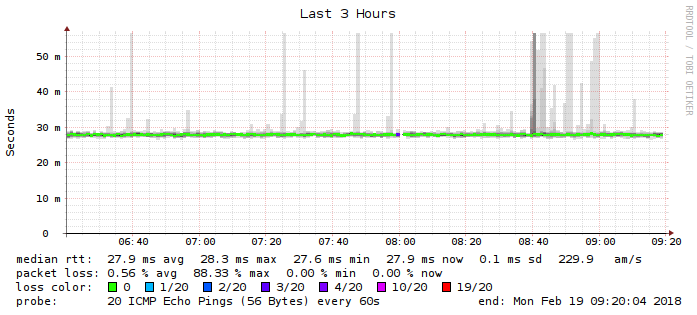 Last 3 Hours
RRDTOOL / TOBI OETIKER
Seconds
50 m
40 m
30 m
20 m
10 m
0
06:40 07:00 07:20 07:40 08:00 08:20 08:40 09:00 09:20
median rtt: 27.9 ms avg 28.3 ms max 27.6 ms min 27.9 ms now 0.1 ms sd 229.9 am/s
packet loss: 0.56 % avg 88.33 % max 0.00 % min 0.00 % now
loss color: 0 1/20 2/20 3/20 4/20 10/20 19/20
probe: 20 ICMP Echo Pings (56 Bytes) every 60s end: Mon Feb 19 09:20:04 2018